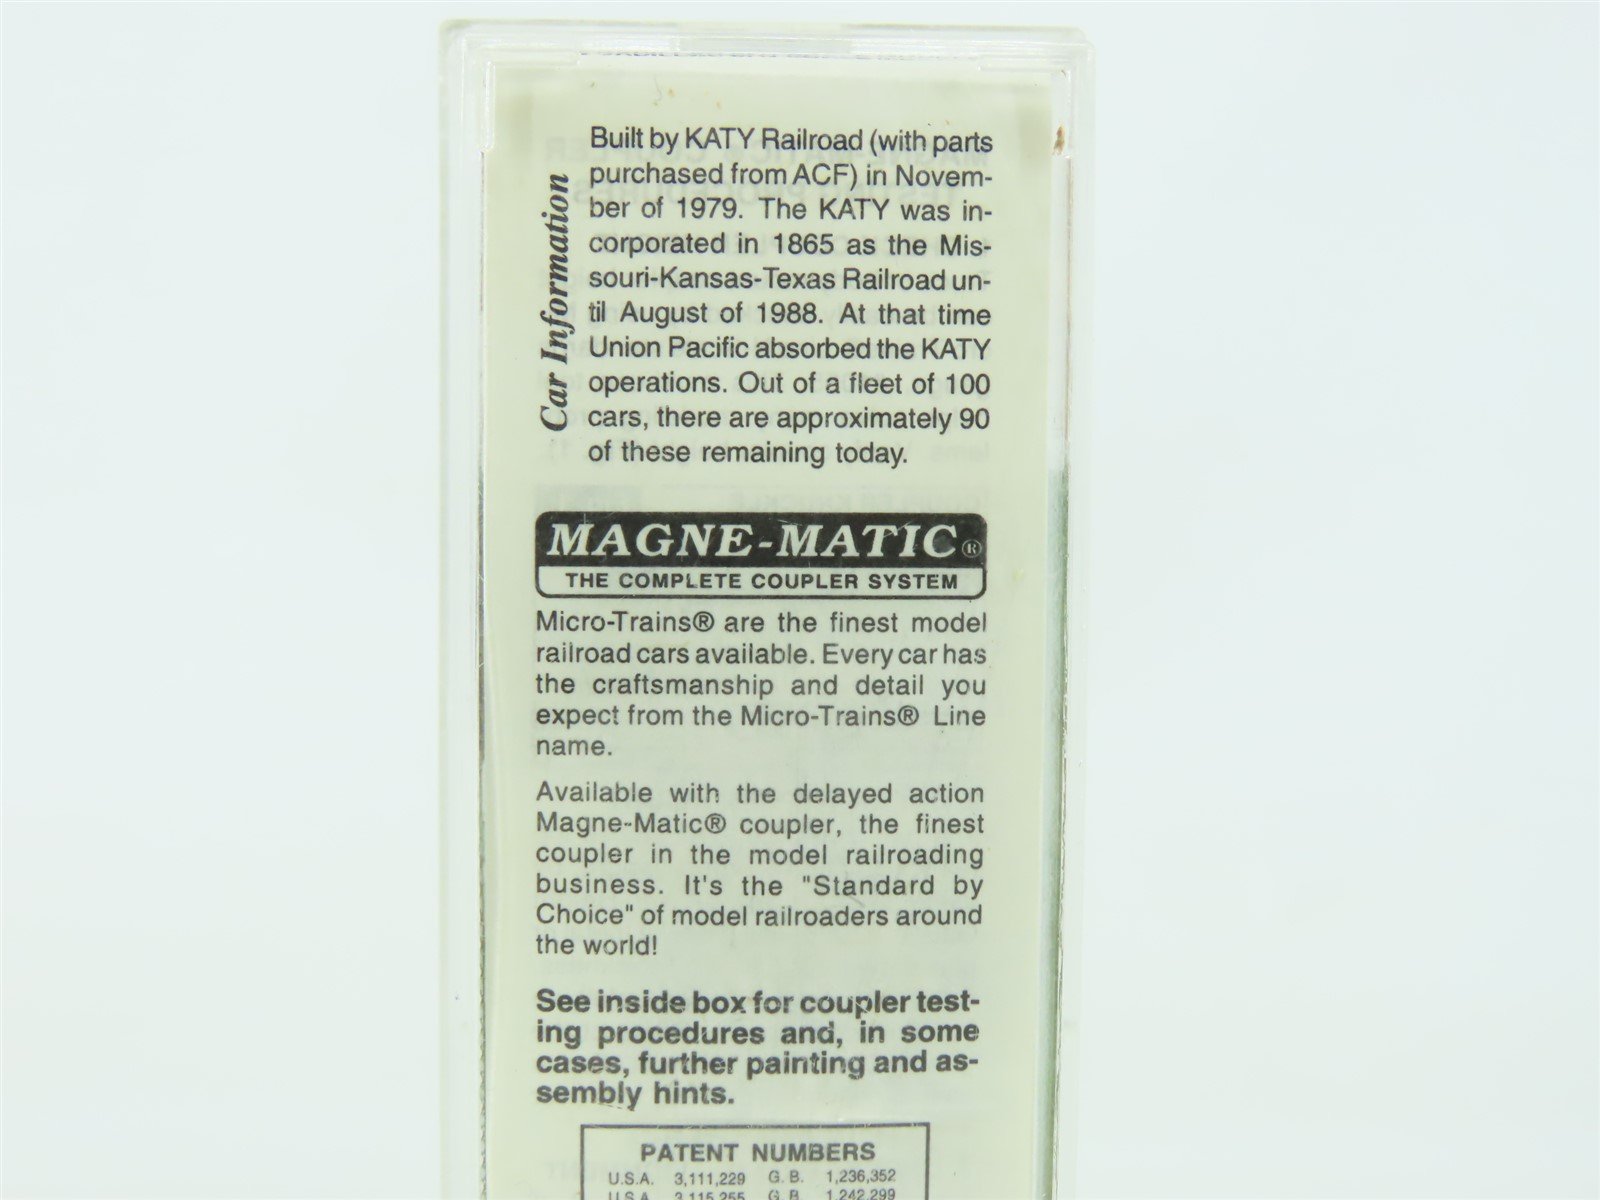 Built by KATY Railroad (with parts
purchased from ACF) in Novem-
ber of 1979. The KATY was in-
corporated in 1865 as the Mis-
souri-Kansas-Texas Railroad un-
til August of 1988. At that time
Union Pacific absorbed the KATY
operations. Out of a fleet of 100
cars, there are approximately 90
of these remaining today.
Car Information
MAGNE-MATIC®
THE COMPLETE COUPLER SYSTEM
Micro-Trains® are the finest model
railroad cars available. Every car has
the craftsmanship and detail you
expect from the Micro-Trains® Line
name.
Available with the delayed action
Magne-Matic® coupler, the finest
coupler in the model railroading
business. It's the "Standard by
Choice" of model railroaders around
the world!
See inside box for coupler test-
ing procedures and, in some
cases, further painting and as-
sembly hints.
PATENT NUMBERS
U.S.A. 3,111,229 G.B. 1,236,352
U.S.A. 3,115,255 G.B. 1,242,299